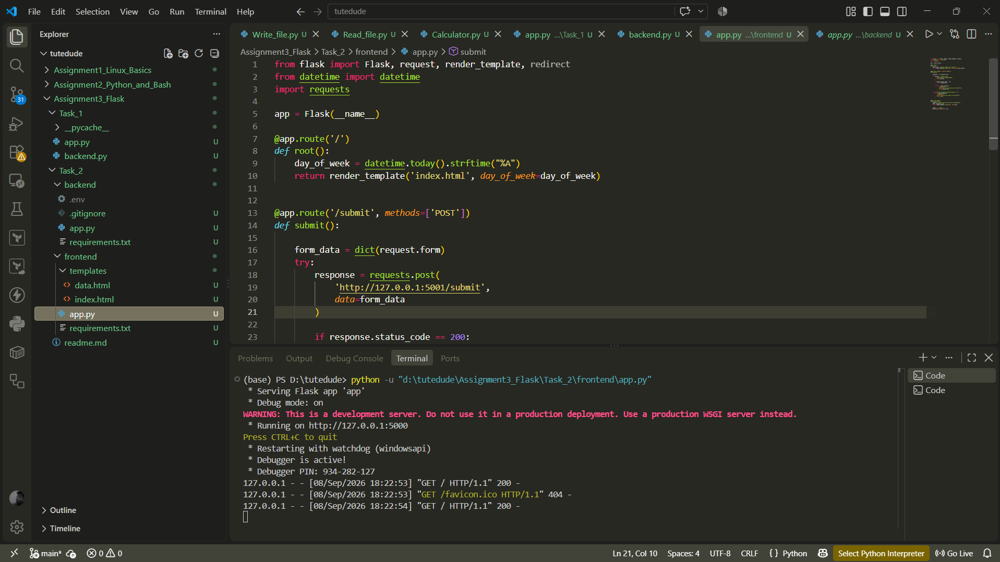 File Edit Selection View Go Run Terminal Help
tutedude
Explorer
tutedude
Assignment1_Linux_Basics
Assignment2_Python_and_Bash
Assignment3_Flask
Task_1
__pycache__
app.py U
backend.py U
Task_2
backend
.env
.gitignore U
app.py U
requirements.txt U
frontend
templates
data.html U
index.html U
app.py U
requirements.txt U
readme.md U
Outline
Timeline
31
Write_file.py U Read_file.py U Calculator.py U app.py ...\Task_1 U backend.py U app.py ...\frontend U app.py ...\backend U
Assignment3_Flask > Task_2 > frontend > app.py > submit
1 from flask import Flask, request, render_template, redirect
2 from datetime import datetime
3 import requests
4
5 app = Flask(__name__)
6
7 @app.route('/')
8 def root():
9 day_of_week = datetime.today().strftime("%A")
10 return render_template('index.html', day_of_week=day_of_week)
11
12
13 @app.route('/submit', methods=['POST'])
14 def submit():
15
16 form_data = dict(request.form)
17 try:
18 response = requests.post(
19 'http://127.0.0.1:5001/submit',
20 data=form_data
21 )
22
23 if response.status_code == 200:
Problems Output Debug Console Terminal Ports
(base) PS D:\tutedude> python -u "d:\tutedude\Assignment3_Flask\Task_2\frontend\app.py"
* Serving Flask app 'app'
* Debug mode: on
WARNING: This is a development server. Do not use it in a production deployment. Use a production WSGI server instead.
* Running on http://127.0.0.1:5000
Press CTRL+C to quit
* Restarting with watchdog (windowsapi)
* Debugger is active!
* Debugger PIN: 934-282-127
127.0.0.1 - - [08/Sep/2026 18:22:53] "GET / HTTP/1.1" 200 -
127.0.0.1 - - [08/Sep/2026 18:22:53] "GET /favicon.ico HTTP/1.1" 404 -
127.0.0.1 - - [08/Sep/2026 18:22:54] "GET / HTTP/1.1" 200 -
Code
Code
main* 0 0 Ln 21, Col 10 Spaces: 4 UTF-8 CRLF { } Python Select Python Interpreter Go Live